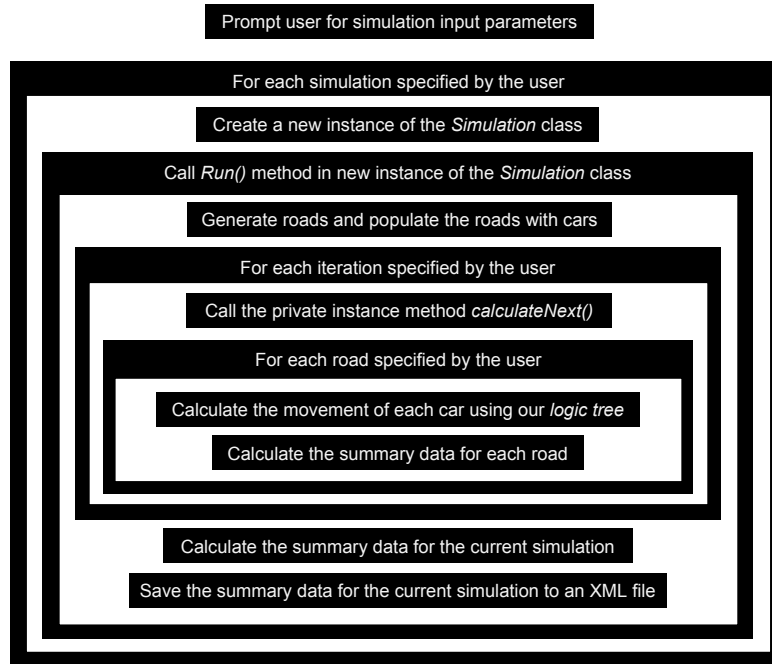 Prompt user for simulation input parameters
For each simulation specified by the user
Create a new instance of the Simulation class
Call Run() method in new instance of the Simulation class
Generate roads and populate the roads with cars
For each iteration specified by the user
Call the private instance method calculateNext()
For each road specified by the user
Calculate the movement of each car using our logic tree
Calculate the summary data for each road
Calculate the summary data for the current simulation
Save the summary data for the current simulation to an XML file